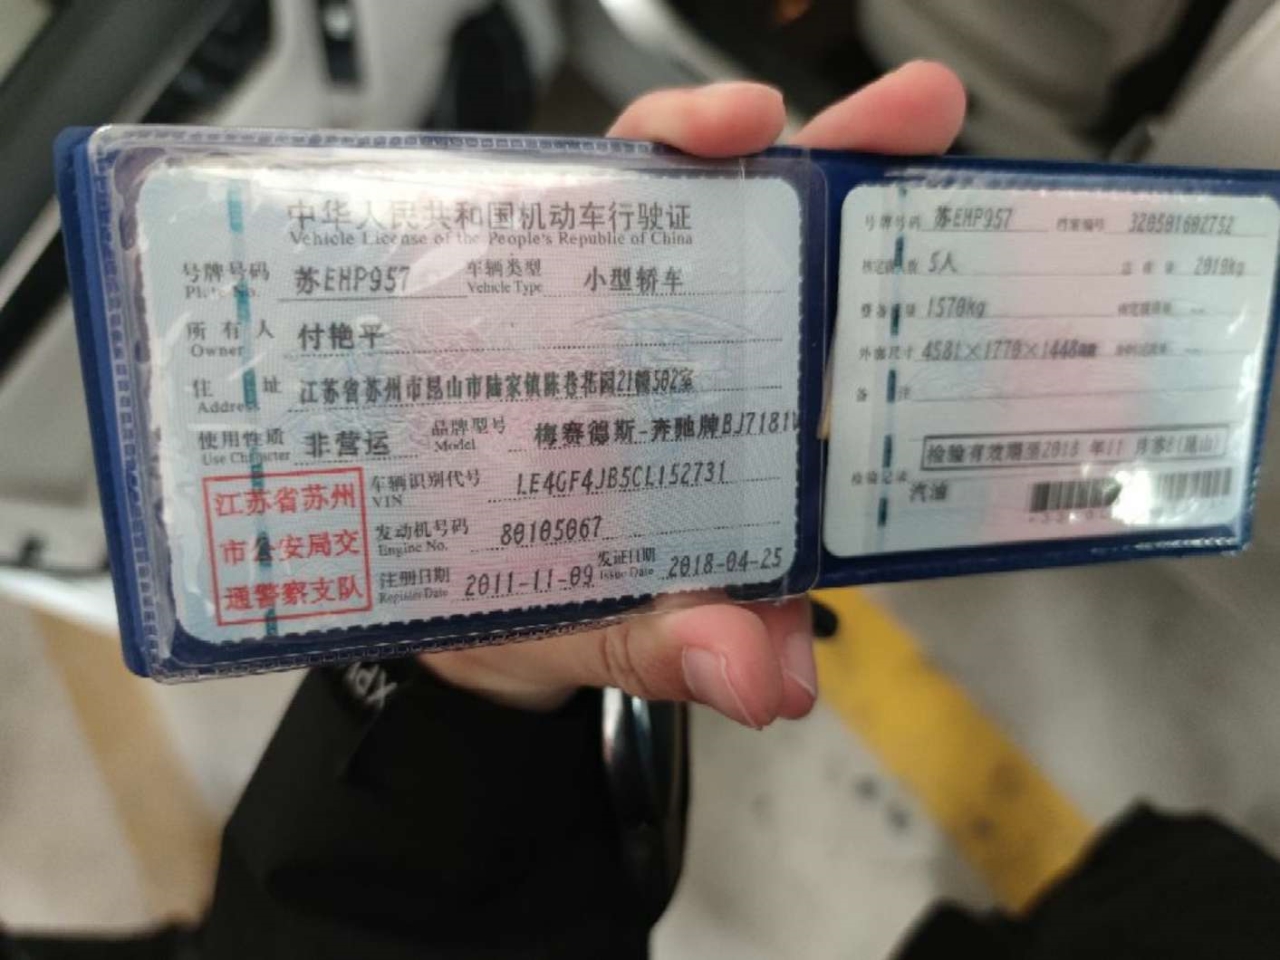 中华人民共和国机动车行驶证
Vehicle License of the People's Republic of China
号牌号码 苏EHP957 车辆类型 小型轿车
Plate No. Vehicle Type
所有人 付艳平
Owner
住址 江苏省苏州市昆山市陆家镇陈巷花园21幢502室
Address
使用性质 非营运 品牌型号 梅赛德斯-奔驰牌BJ7181V
Use Character Model
车辆识别代号 LE4GF4JB5CL152731
VIN
发动机号码 80105067
Engine No.
注册日期 2011-11-09 发证日期 2018-04-25
Register Date Issue Date
江苏省苏州
市公安局交
通警察支队
号牌号码 苏EHP957 档案编号
核定载人数 5人 总质量 2010kg
整备质量 1570kg
外廓尺寸 4581×1770×1448
备注
检验有效期至 年11月苏E(昆山)
检验记录
汽油